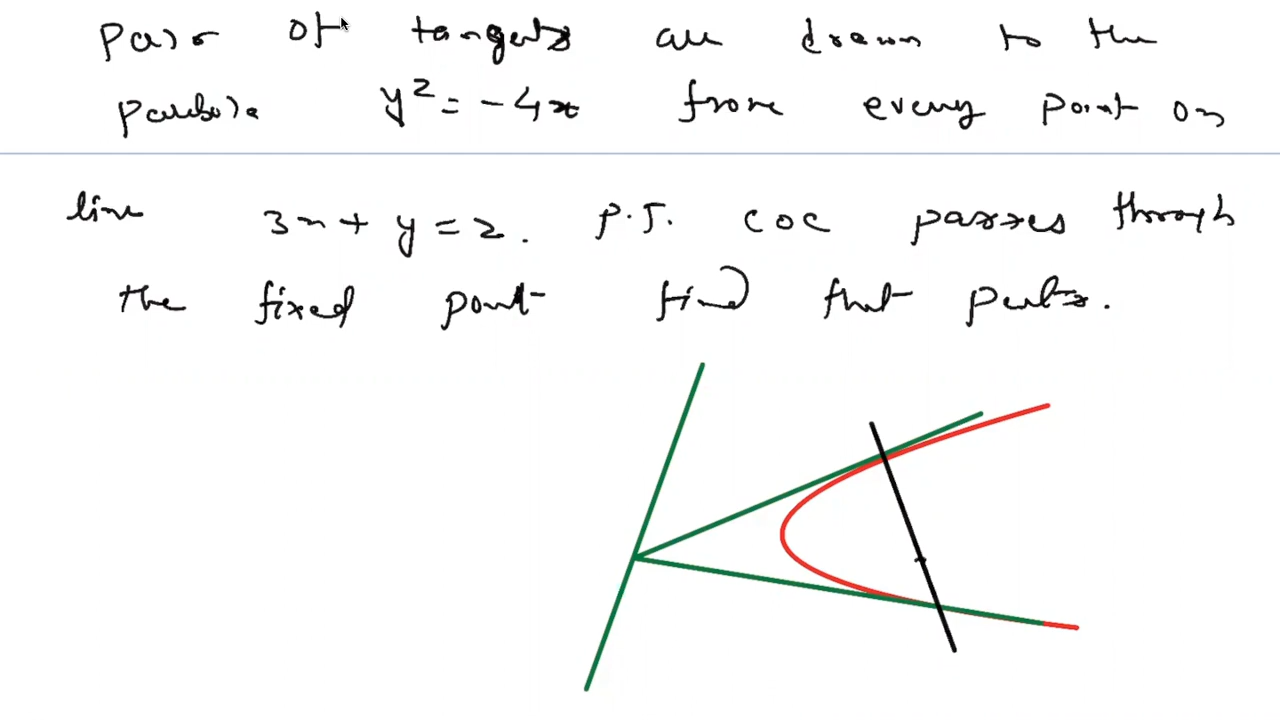 Pair of tangents are drawn to the
parabola y² = -4x from every point on
line 3x + y = 2. P.T. COC passes through
the fixed point find that points.